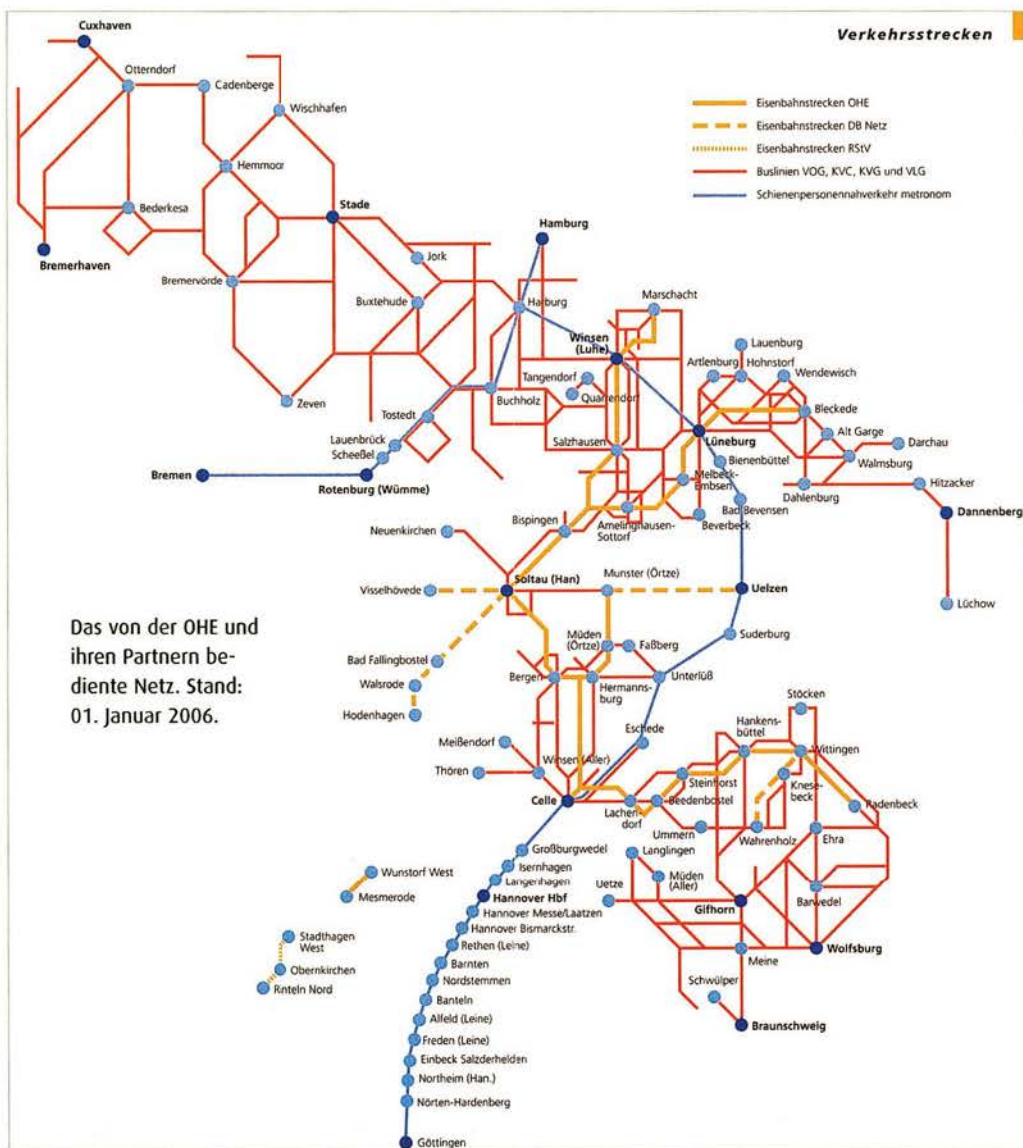 Verkehrsstrecken
Eisenbahnstrecken OHE
Eisenbahnstrecken DB Netz
Eisenbahnstrecken RStV
Buslinien VOG, KVC, KVG und VLG
Schienenpersonennahverkehr metronom
Cuxhaven
Otterndorf
Cadenberge
Wischhafen
Hemmoor
Bederkesa
Stade
Bremerhaven
Hamburg
Jork
Bremervörde
Buxtehude
Harburg
Marschacht
Winsen
(Luhe)
Lauenburg
Artlenburg
Hohnstorf
Wendewisch
Tangendorf
Quarrendorf
Zeven
Buchholz
Tostedt
Bleckede
Alt Garge
Darchau
Lauenbrück
Scheeßel
Salzhausen
Lüneburg
Bienenbüttel
Walmsburg
Bremen
Rotenburg (Wümme)
Melbeck-
Embsen
Dahlenburg
Hitzacker
Bad Bevensen
Dannenberg
Neuenkirchen
Bispingen
Amelinghausen-
Sottorf
Beverbeck
Visselhövede
Soltau (Han)
Munster (Örtze)
Uelzen
Lüchow
Das von der OHE und
ihren Partnern be-
diente Netz. Stand:
01. Januar 2006.
Müden
(Örtze)
Faßberg
Suderburg
Bad Fallingbostel
Walsrode
Bergen
Hermanns-
burg
Unterlüß
Hodenhagen
Stöcken
Hankens-
büttel
Meißendorf
Eschede
Wittingen
Thören
Winsen (Aller)
Steinhorst
Knese-
beck
Celle
Lachen-
dorf
Beedenbostel
Radenbeck
Ummern
Wahrenholz
Ehra
Großburgwedel
Langlingen
Isernhagen
Wunstorf West
Langenhagen
Müden
(Aller)
Uetze
Mesmerode
Hannover Hbf
Gifhorn
Barwedel
Hannover Messe/Laatzen
Hannover Bismarckstr.
Stadthagen
West
Rethen (Leine)
Meine
Wolfsburg
Obernkirchen
Barnten
Rinteln Nord
Nordstemmen
Schwülper
Banteln
Alfeld (Leine)
Braunschweig
Freden (Leine)
Einbeck Salzderhelden
Northeim (Han.)
Nörten-Hardenberg
Göttingen